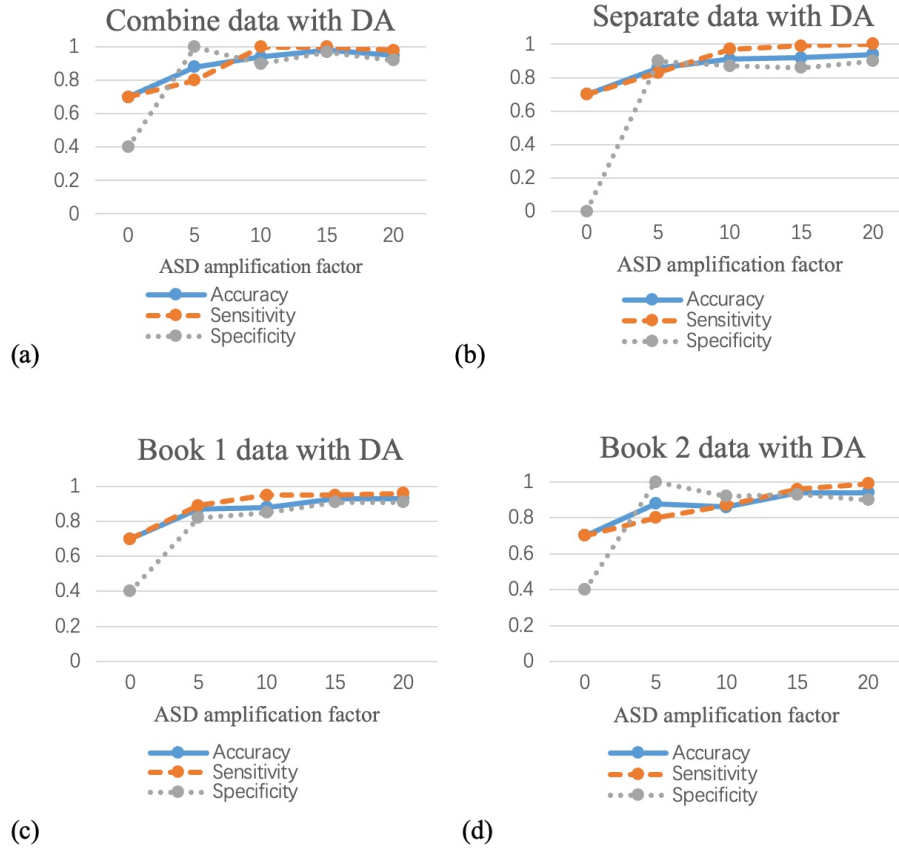 Combine data with DA
1
0.8
0.6
0.4
0.2
0
0 5 10 15 20
ASD amplification factor
Accuracy
Sensitivity
Specificity
(a)
Separate data with DA
1
0.8
0.6
0.4
0.2
0
0 5 10 15 20
ASD amplification factor
Accuracy
Sensitivity
Specificity
(b)
Book 1 data with DA
1
0.8
0.6
0.4
0.2
0
0 5 10 15 20
ASD amplification factor
Accuracy
Sensitivity
Specificity
(c)
Book 2 data with DA
1
0.8
0.6
0.4
0.2
0
0 5 10 15 20
ASD amplification factor
Accuracy
Sensitivity
Specificity
(d)